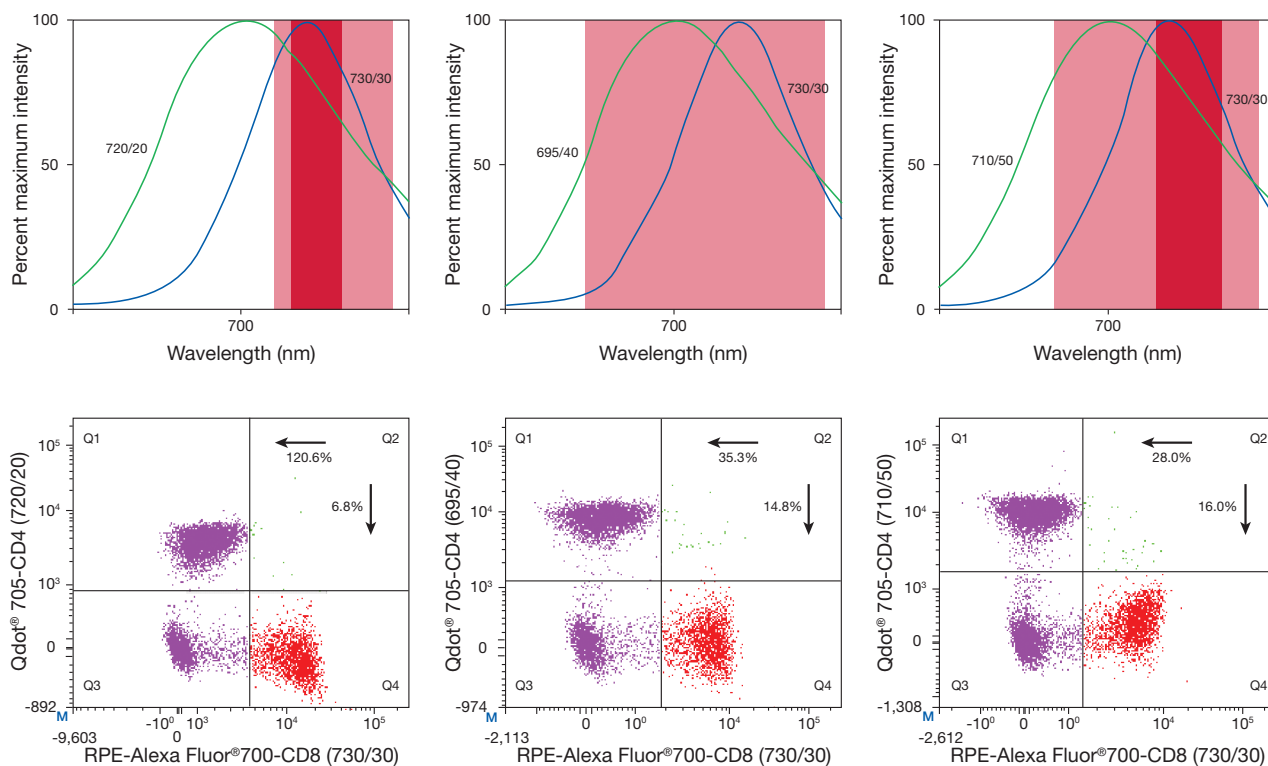 100
50
0
Percent maximum intensity
720/20
730/30
700
Wavelength (nm)
100
50
0
Percent maximum intensity
695/40
730/30
700
Wavelength (nm)
100
50
0
Percent maximum intensity
710/50
730/30
700
Wavelength (nm)
Qdot® 705-CD4 (720/20)
10⁵
10⁴
10³
0
-892
Q1
Q2
Q3
Q4
120.6%
6.8%
M
-9,603
-10⁰
0
10³
10⁴
10⁵
RPE-Alexa Fluor®700-CD8 (730/30)
Qdot® 705-CD4 (695/40)
10⁵
10⁴
10³
0
-974
Q1
Q2
Q3
Q4
35.3%
14.8%
M
-2,113
0
10⁰
10⁴
10⁵
RPE-Alexa Fluor®700-CD8 (730/30)
Qdot® 705-CD4 (710/50)
10⁵
10⁴
10³
0
-1,308
Q1
Q2
Q3
Q4
28.0%
16.0%
M
-2,612
-10⁰
0
10⁰
10⁴
10⁵
RPE-Alexa Fluor®700-CD8 (730/30)